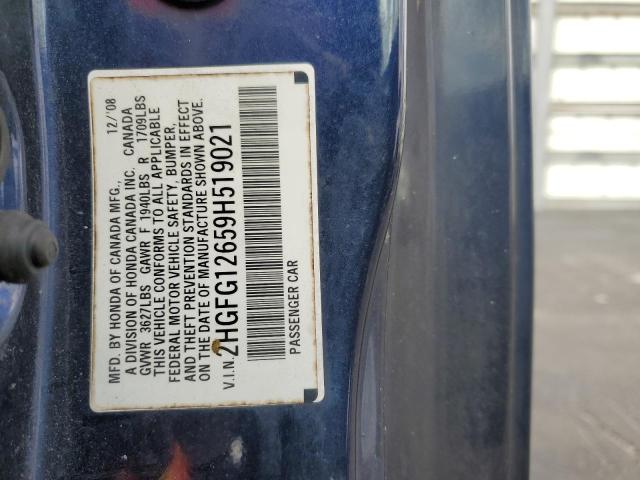 MFD. BY HONDA OF CANADA MFG., 12/'08
A DIVISION OF HONDA CANADA INC. CANADA
GVWR 3627LBS GAWR F 1940LBS R 1709LBS
THIS VEHICLE CONFORMS TO ALL APPLICABLE
FEDERAL MOTOR VEHICLE SAFETY, BUMPER,
AND THEFT PREVENTION STANDARDS IN EFFECT
ON THE DATE OF MANUFACTURE SHOWN ABOVE.
V.I.N. 2HGFG12659H519021
PASSENGER CAR